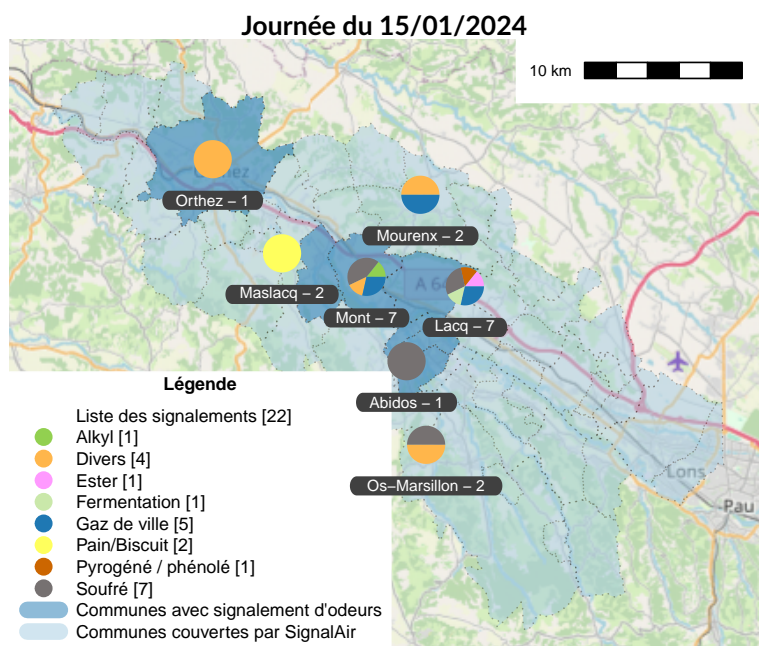 Journée du 15/01/2024
10 km
Orthez – 1
Mourenx – 2
Maslacq – 2
A 64
Mont – 7
Lacq – 7
Légende
Abidos – 1
Liste des signalements [22]
Alkyl [1]
Divers [4]
Ester [1]
Os–Marsillon – 2
Lons
Fermentation [1]
Pau
Gaz de ville [5]
Pain/Biscuit [2]
Pyrogéné / phénolé [1]
Soufré [7]
Communes avec signalement d'odeurs
Communes couvertes par SignalAir